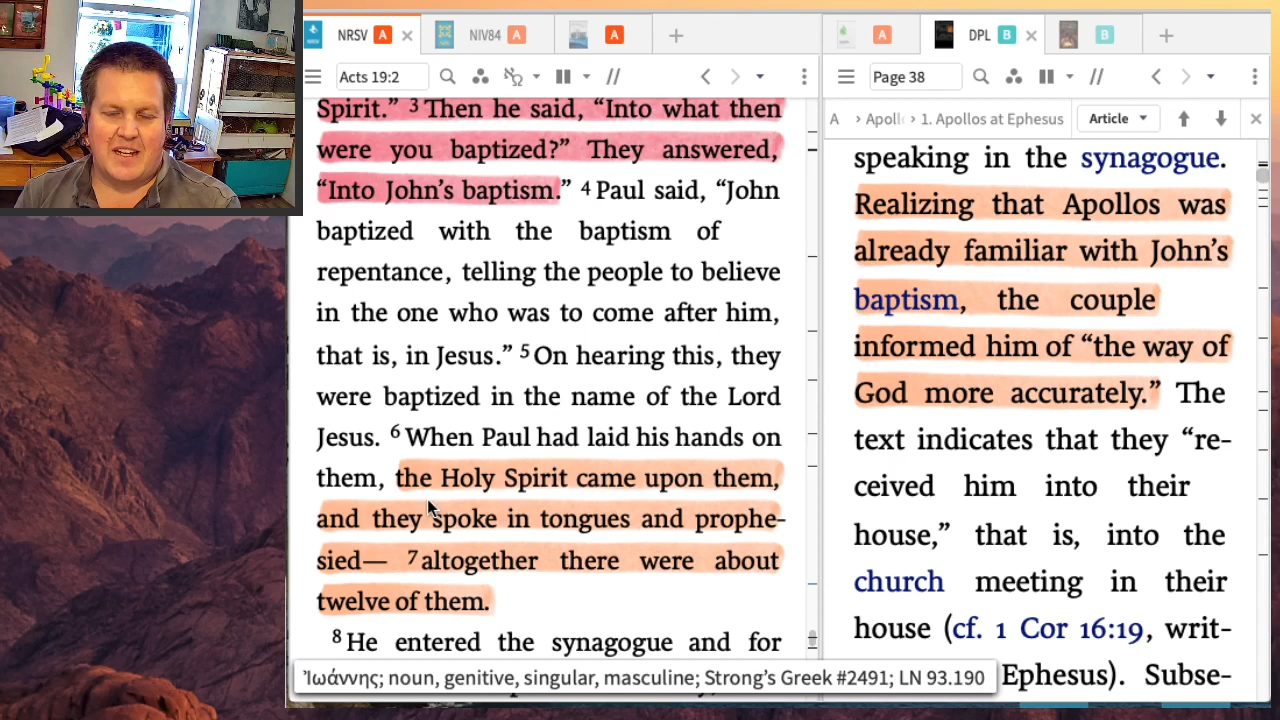 NRSV A
NIV84 A
A
Acts 19:2
Spirit.” 3 Then he said, “Into what then
were you baptized?” They answered,
“Into John’s baptism.” 4 Paul said, “John
baptized with the baptism of
repentance, telling the people to believe
in the one who was to come after him,
that is, in Jesus.” 5 On hearing this, they
were baptized in the name of the Lord
Jesus. 6 When Paul had laid his hands on
them, the Holy Spirit came upon them,
and they spoke in tongues and prophe-
sied— 7 altogether there were about
twelve of them.
8 He entered the synagogue and for
Ἰωάννης; noun, genitive, singular, masculine; Strong’s Greek #2491; LN 93.190
A
DPL B
B
Page 38
A › Apoll › 1. Apollos at Ephesus
Article
speaking in the synagogue.
Realizing that Apollos was
already familiar with John’s
baptism, the couple
informed him of “the way of
God more accurately.” The
text indicates that they “re-
ceived him into their
house,” that is, into the
church meeting in their
house (cf. 1 Cor 16:19, writ-
Ephesus). Subse-